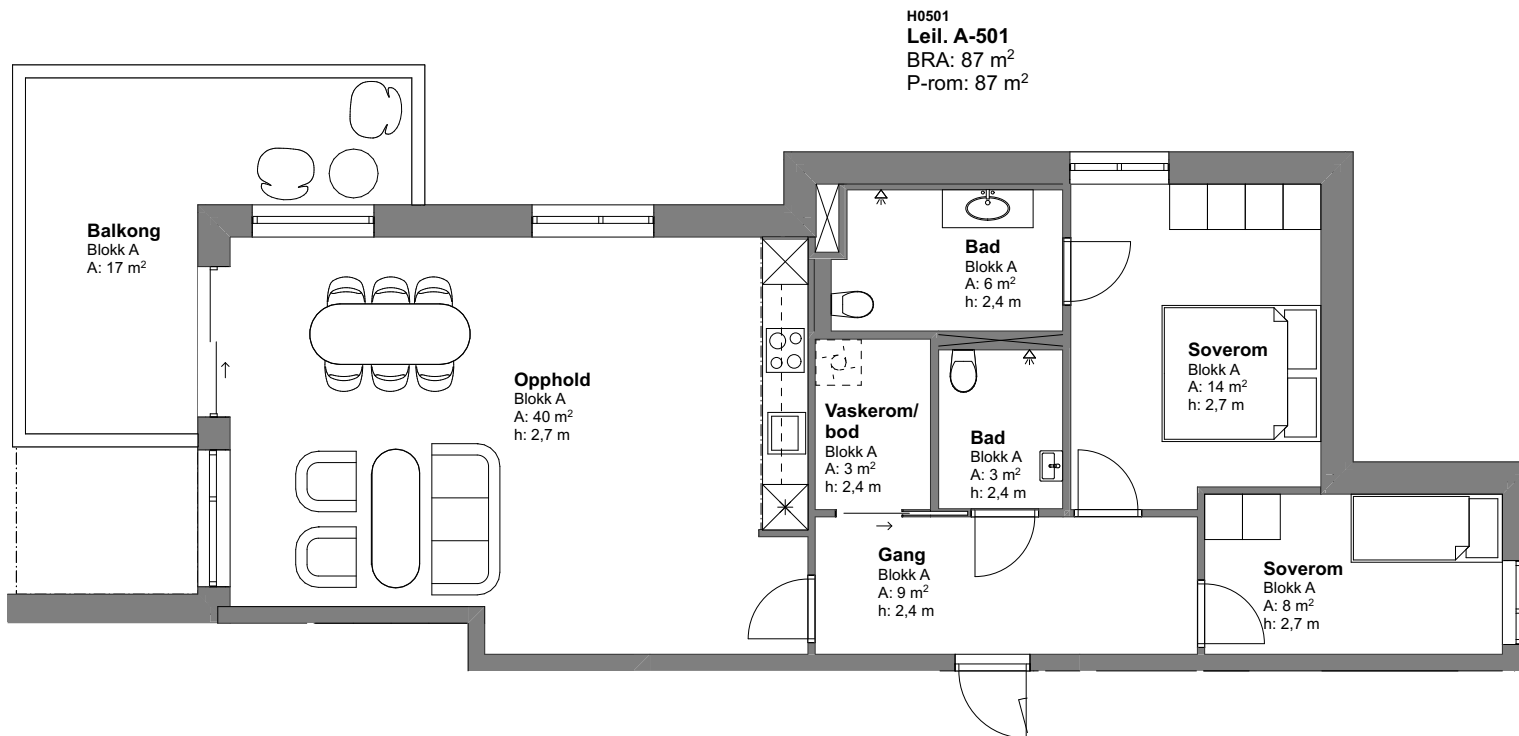 H0501
Leil. A-501
BRA: 87 m²
P-rom: 87 m²
Balkong
Blokk A
A: 17 m²
Opphold
Blokk A
A: 40 m²
h: 2,7 m
Bad
Blokk A
A: 6 m²
h: 2,4 m
Soverom
Blokk A
A: 14 m²
h: 2,7 m
Vaskerom/
bod
Blokk A
A: 3 m²
h: 2,4 m
Bad
Blokk A
A: 3 m²
h: 2,4 m
Gang
Blokk A
A: 9 m²
h: 2,4 m
Soverom
Blokk A
A: 8 m²
h: 2,7 m